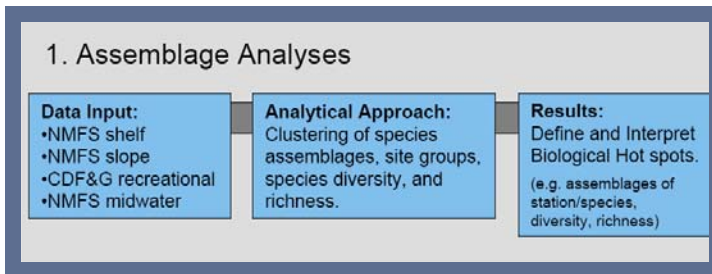 1. Assemblage Analyses
Data Input:
•NMFS shelf
•NMFS slope
•CDF&G recreational
•NMFS midwater
Analytical Approach:
Clustering of species
assemblages, site groups,
species diversity, and
richness.
Results:
Define and Interpret
Biological Hot spots.
(e.g. assemblages of
station/species,
diversity, richness)